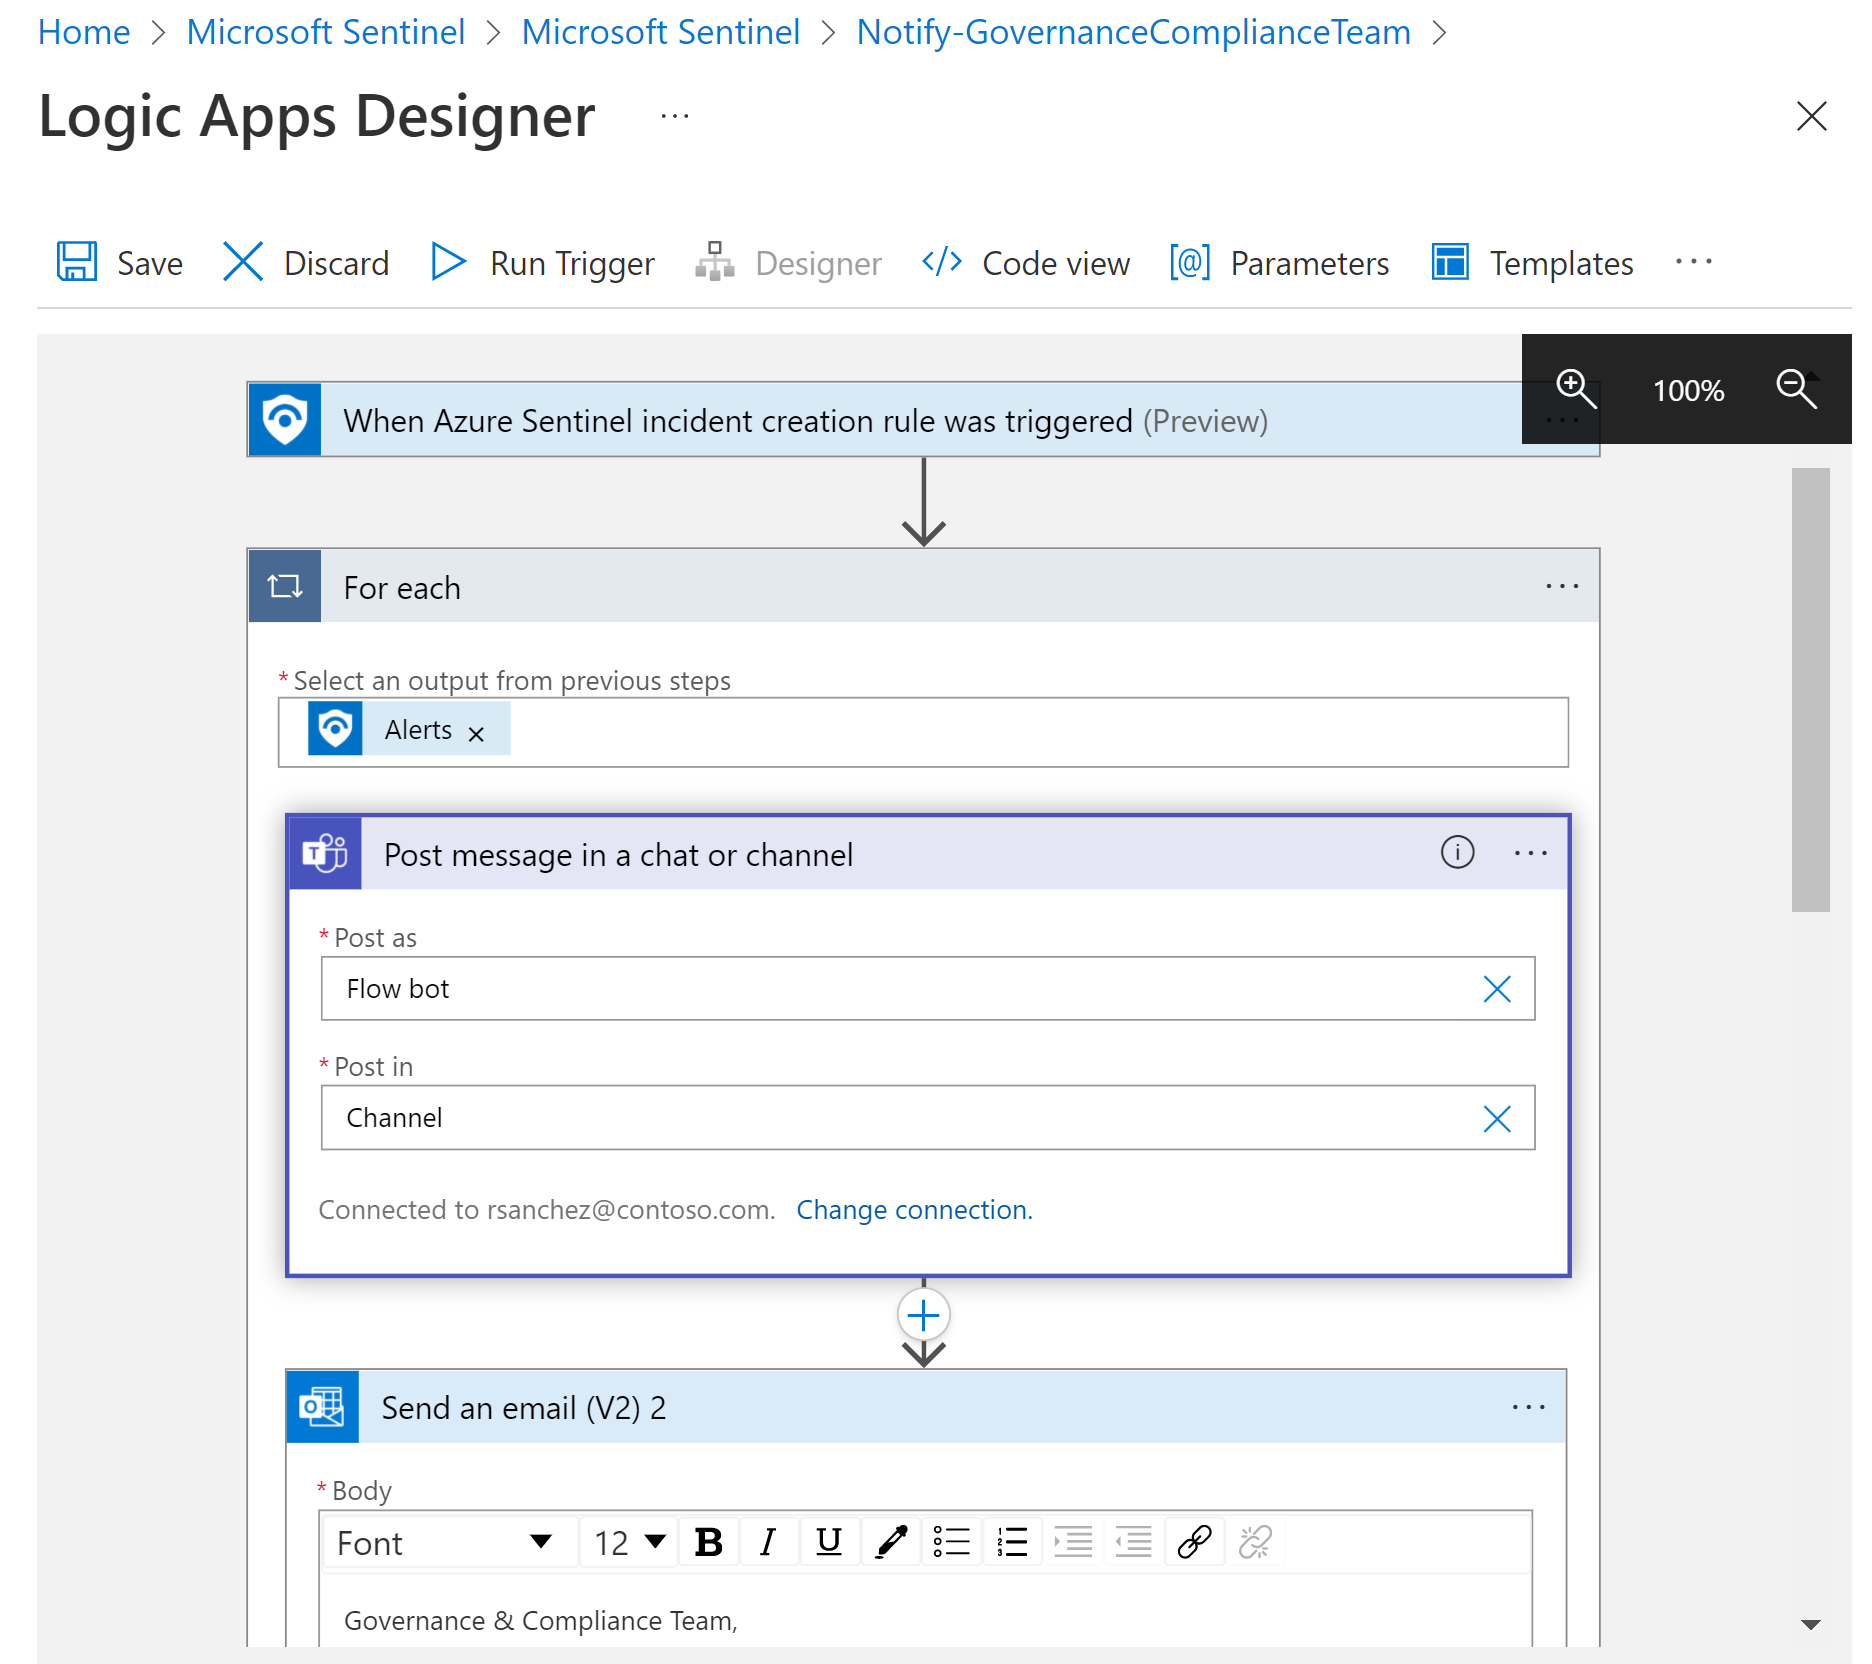 Home > Microsoft Sentinel > Microsoft Sentinel > Notify-GovernanceComplianceTeam >
Logic Apps Designer ...
Save Discard Run Trigger Designer </> Code view [@] Parameters Templates ...
100%
When Azure Sentinel incident creation rule was triggered (Preview) ...
For each ...
* Select an output from previous steps
Alerts ×
T Post message in a chat or channel i ...
* Post as
Flow bot
* Post in
Channel
Connected to rsanchez@contoso.com. Change connection.
Send an email (V2) 2 ...
* Body
Font 12 B I U
Governance & Compliance Team,